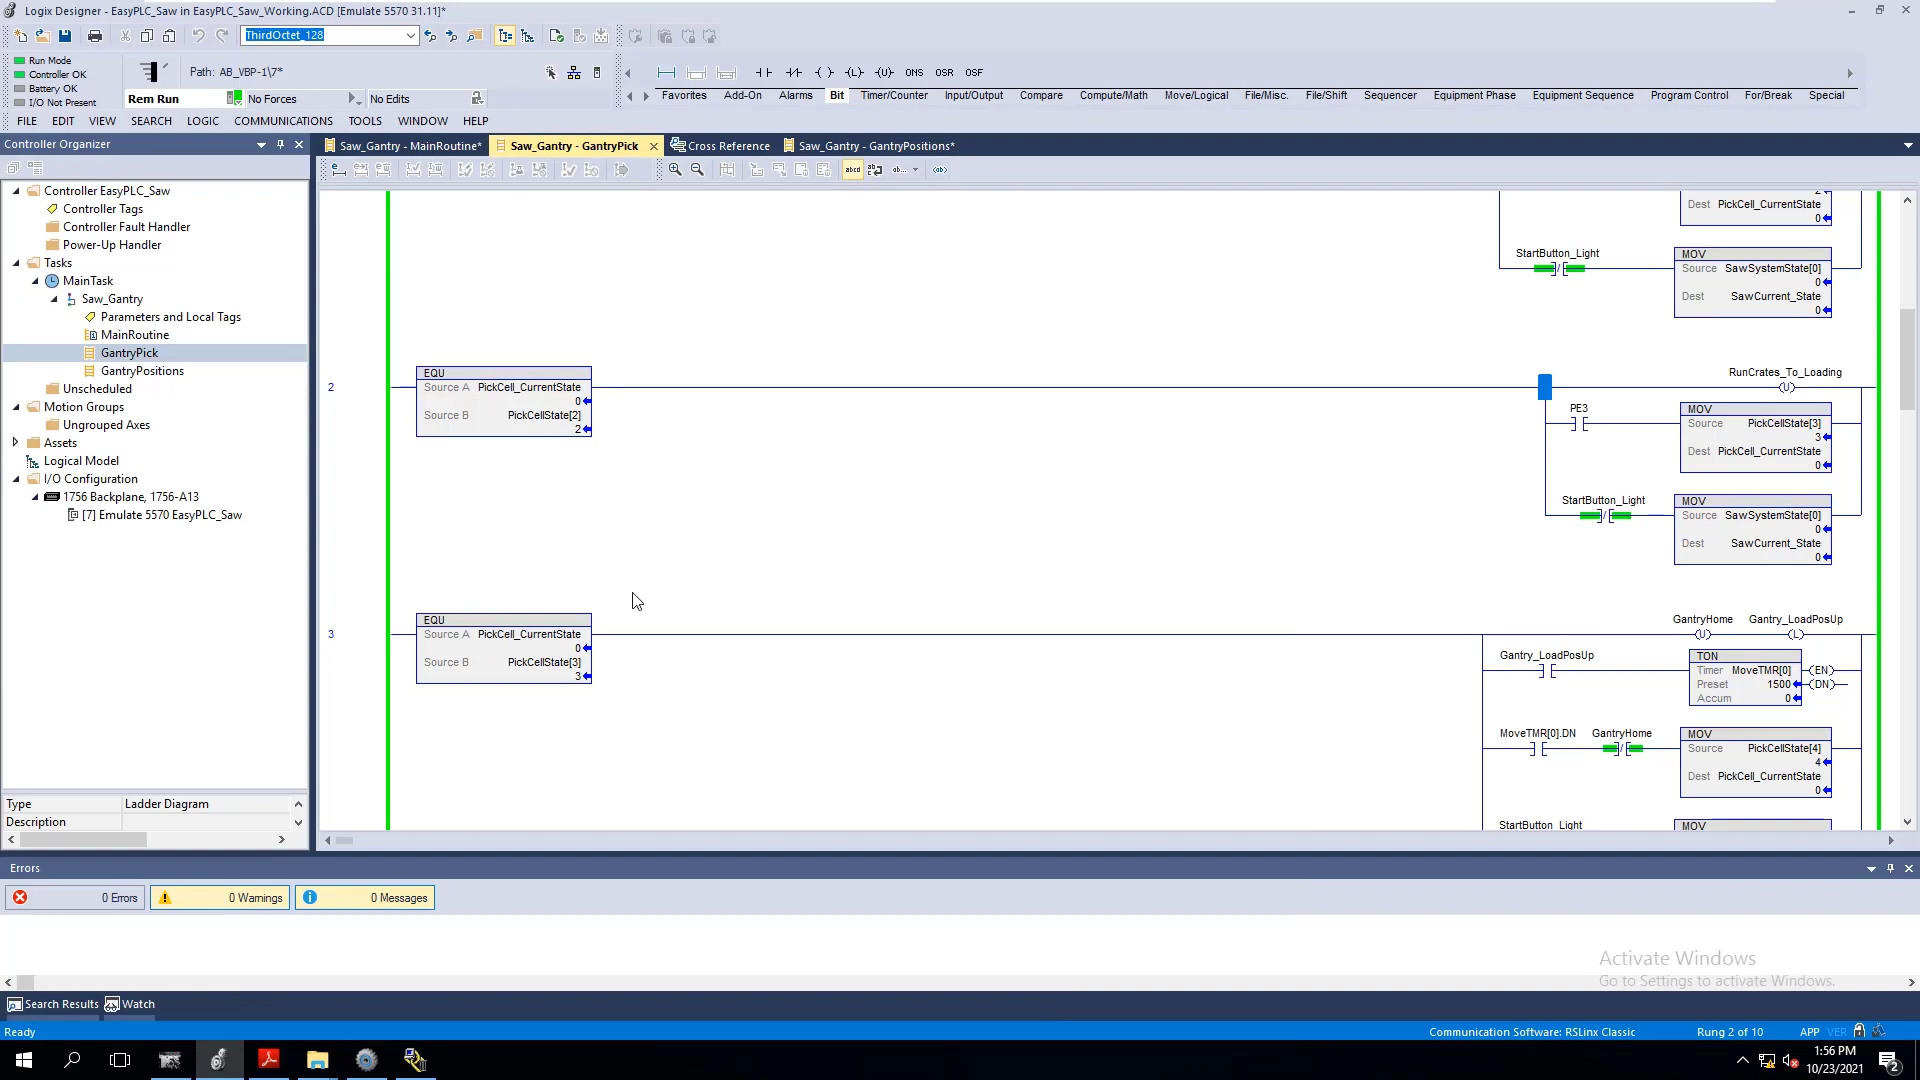 Logix Designer - EasyPLC_Saw in EasyPLC_Saw_Working.ACD [Emulate 5570 31.11]*
ThirdOctet_128
Run Mode
Controller OK
Battery OK
I/O Not Present
Path: AB_VBP-1\7*
Rem Run
No Forces
No Edits
ONS OSR OSF
Favorites Add-On Alarms Bit Timer/Counter Input/Output Compare Compute/Math Move/Logical File/Misc. File/Shift Sequencer Equipment Phase Equipment Sequence Program Control For/Break Special
FILE EDIT VIEW SEARCH LOGIC COMMUNICATIONS TOOLS WINDOW HELP
Controller Organizer
Saw_Gantry - MainRoutine*
Saw_Gantry - GantryPick
Cross Reference
Saw_Gantry - GantryPositions*
Controller EasyPLC_Saw
Controller Tags
Controller Fault Handler
Power-Up Handler
Tasks
MainTask
Saw_Gantry
Parameters and Local Tags
MainRoutine
GantryPick
GantryPositions
Unscheduled
Motion Groups
Ungrouped Axes
Assets
Logical Model
I/O Configuration
1756 Backplane, 1756-A13
[7] Emulate 5570 EasyPLC_Saw
Type Ladder Diagram
Description
2
Dest PickCell_CurrentState
0
StartButton_Light
MOV
Source SawSystemState[0]
0
Dest SawCurrent_State
0
2
EQU
Source A PickCell_CurrentState
0
Source B PickCellState[2]
2
RunCrates_To_Loading
U
PE3
MOV
Source PickCellState[3]
3
Dest PickCell_CurrentState
0
StartButton_Light
MOV
Source SawSystemState[0]
0
Dest SawCurrent_State
0
3
EQU
Source A PickCell_CurrentState
0
Source B PickCellState[3]
3
GantryHome Gantry_LoadPosUp
U L
Gantry_LoadPosUp
TON
Timer MoveTMR[0] EN
Preset 1500 DN
Accum 0
MoveTMR[0].DN GantryHome
MOV
Source PickCellState[4]
4
Dest PickCell_CurrentState
0
StartButton_Light
MOV
Errors
0 Errors
0 Warnings
0 Messages
Activate Windows
Go to Settings to activate Windows.
Search Results
Watch
Ready
Communication Software: RSLinx Classic
Rung 2 of 10
APP VER
1:56 PM
10/23/2021
2